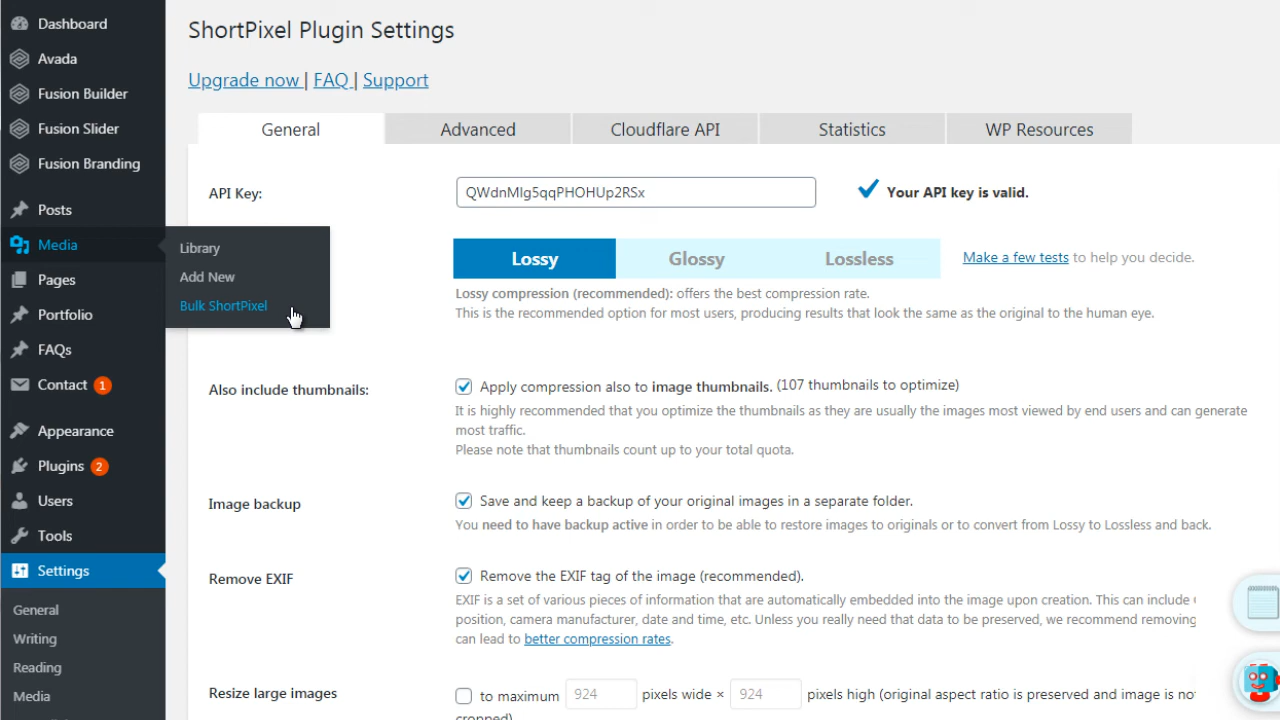 Dashboard
Avada
Fusion Builder
Fusion Slider
Fusion Branding
Posts
Media
Pages
Portfolio
FAQs
Contact 1
Appearance
Plugins 2
Users
Tools
Settings
General
Writing
Reading
Media
Library
Add New
Bulk ShortPixel
ShortPixel Plugin Settings
Upgrade now | FAQ | Support
General Advanced Cloudflare API Statistics WP Resources
API Key: QWdnMIg5qqPHOHUp2RSx Your API key is valid.
Lossy Glossy Lossless Make a few tests to help you decide.
Lossy compression (recommended): offers the best compression rate.
This is the recommended option for most users, producing results that look the same as the original to the human eye.
Also include thumbnails: Apply compression also to image thumbnails. (107 thumbnails to optimize)
It is highly recommended that you optimize the thumbnails as they are usually the images most viewed by end users and can generate
most traffic.
Please note that thumbnails count up to your total quota.
Image backup Save and keep a backup of your original images in a separate folder.
You need to have backup active in order to be able to restore images to originals or to convert from Lossy to Lossless and back.
Remove EXIF Remove the EXIF tag of the image (recommended).
EXIF is a set of various pieces of information that are automatically embedded into the image upon creation. This can include
position, camera manufacturer, date and time, etc. Unless you really need that data to be preserved, we recommend removing
can lead to better compression rates.
Resize large images to maximum 924 pixels wide × 924 pixels high (original aspect ratio is preserved and image is not
cropped)